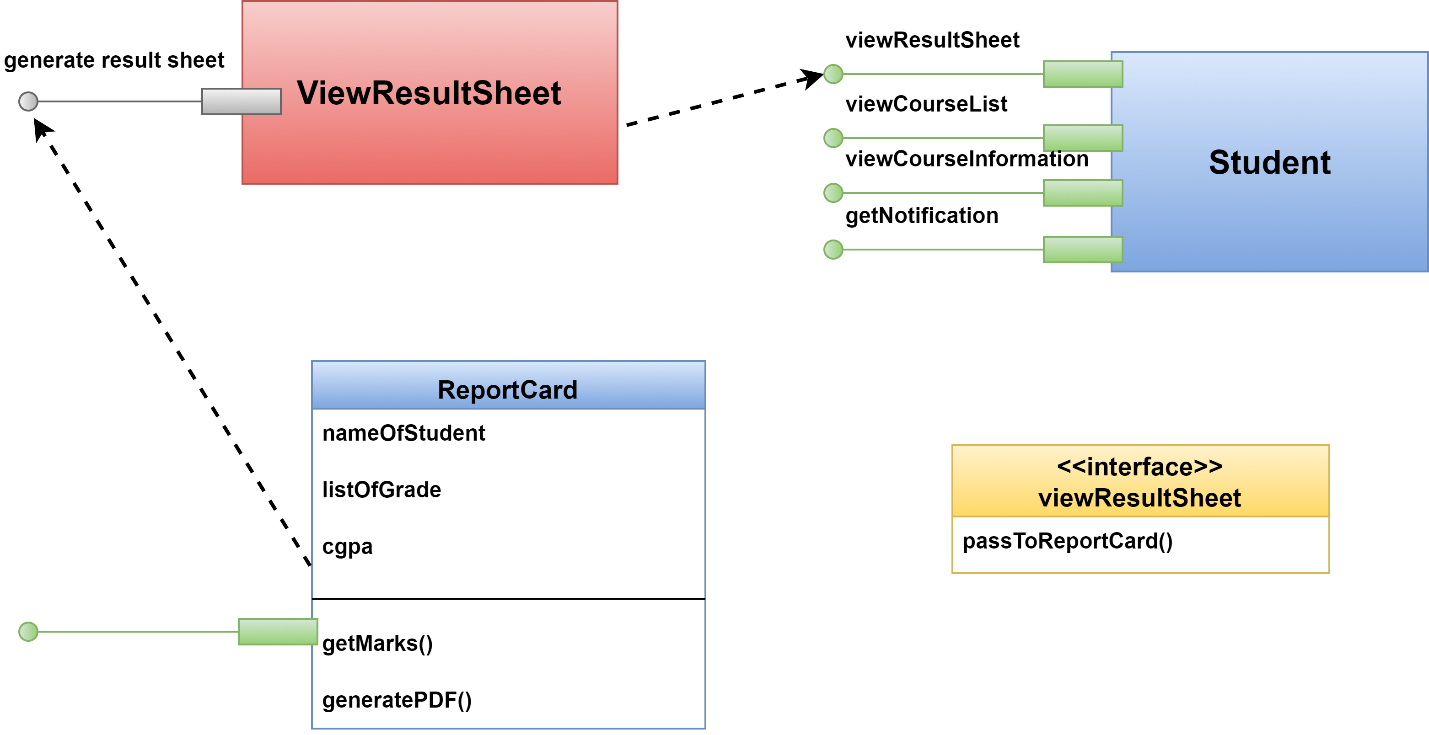 generate result sheet
ViewResultSheet
viewResultSheet
viewCourseList
viewCourseInformation
getNotification
Student
ReportCard
nameOfStudent
listOfGrade
cgpa
getMarks()
generatePDF()
<<interface>>
viewResultSheet
passToReportCard()